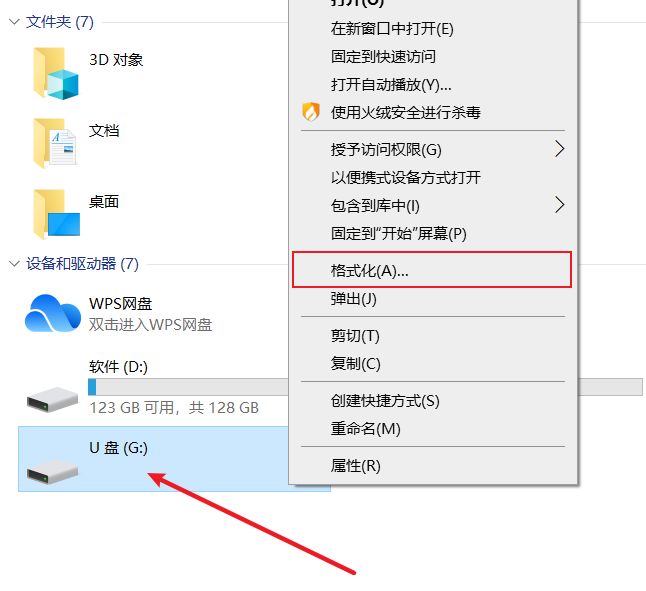 文件夹 (7)
3D 对象
文档
桌面
设备和驱动器 (7)
WPS网盘
双击进入WPS网盘
软件 (D:)
123 GB 可用，共 128 GB
U 盘 (G:)
打开(O)
在新窗口中打开(E)
固定到快速访问
打开自动播放(Y)...
使用火绒安全进行杀毒
授予访问权限(G)
以便携式设备方式打开
包含到库中(I)
固定到“开始”屏幕(P)
格式化(A)...
弹出(J)
剪切(T)
复制(C)
创建快捷方式(S)
重命名(M)
属性(R)